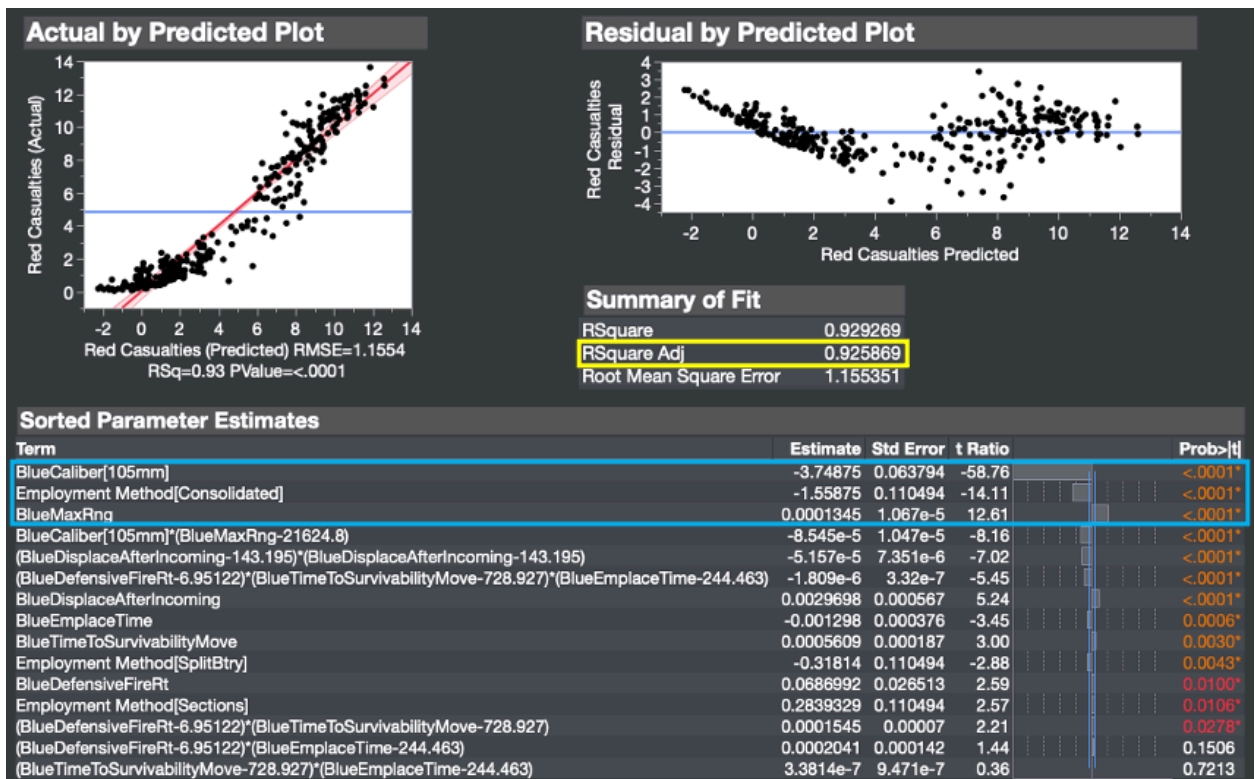 Actual by Predicted Plot
14
12
10
8
6
4
2
0
Red Casualties (Actual)
-2 0 2 4 6 8 10 12 14
Red Casualties (Predicted) RMSE=1.1554
RSq=0.93 PValue=<.0001
Residual by Predicted Plot
4
3
2
1
0
-1
-2
-3
-4
Red Casualties
Residual
-2 0 2 4 6 8 10 12 14
Red Casualties Predicted
Summary of Fit
RSquare 0.929269
RSquare Adj 0.925869
Root Mean Square Error 1.155351
Sorted Parameter Estimates
Term Estimate Std Error t Ratio Prob>|t|
BlueCaliber[105mm] -3.74875 0.063794 -58.76 <.0001*
Employment Method[Consolidated] -1.55875 0.110494 -14.11 <.0001*
BlueMaxRng 0.0001345 1.067e-5 12.61 <.0001*
BlueCaliber[105mm]*(BlueMaxRng-21624.8) -8.545e-5 1.047e-5 -8.16 <.0001*
(BlueDisplaceAfterIncoming-143.195)*(BlueDisplaceAfterIncoming-143.195) -5.157e-5 7.351e-6 -7.02 <.0001*
(BlueDefensiveFireRt-6.95122)*(BlueTimeToSurvivabilityMove-728.927)*(BlueEmplaceTime-244.463) -1.809e-6 3.32e-7 -5.45 <.0001*
BlueDisplaceAfterIncoming 0.0029698 0.000567 5.24 <.0001*
BlueEmplaceTime -0.001298 0.000376 -3.45 0.0006*
BlueTimeToSurvivabilityMove 0.0005609 0.000187 3.00 0.0030*
Employment Method[SplitBtry] -0.31814 0.110494 -2.88 0.0043*
BlueDefensiveFireRt 0.0686992 0.026513 2.59 0.0100*
Employment Method[Sections] 0.2839329 0.110494 2.57 0.0106*
(BlueDefensiveFireRt-6.95122)*(BlueTimeToSurvivabilityMove-728.927) 0.0001545 0.00007 2.21 0.0278*
(BlueDefensiveFireRt-6.95122)*(BlueEmplaceTime-244.463) 0.0002041 0.000142 1.44 0.1506
(BlueTimeToSurvivabilityMove-728.927)*(BlueEmplaceTime-244.463) 3.3814e-7 9.471e-7 0.36 0.7213